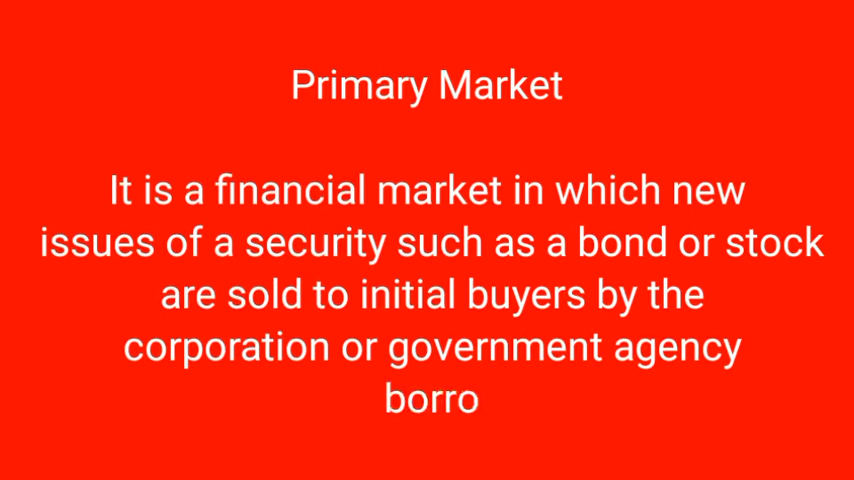 Primary Market
It is a financial market in which new
issues of a security such as a bond or stock
are sold to initial buyers by the
corporation or government agency
borro